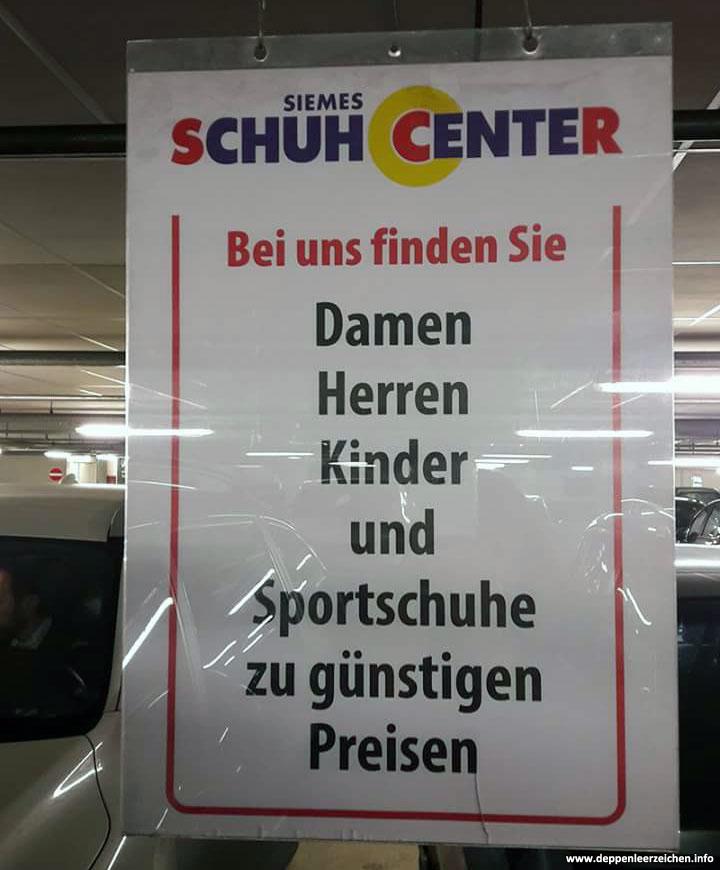 SIEMES
SCHUH CENTER
Bei uns finden Sie
Damen
Herren
Kinder
und
Sportschuhe
zu günstigen
Preisen
www.deppenleerzeichen.info